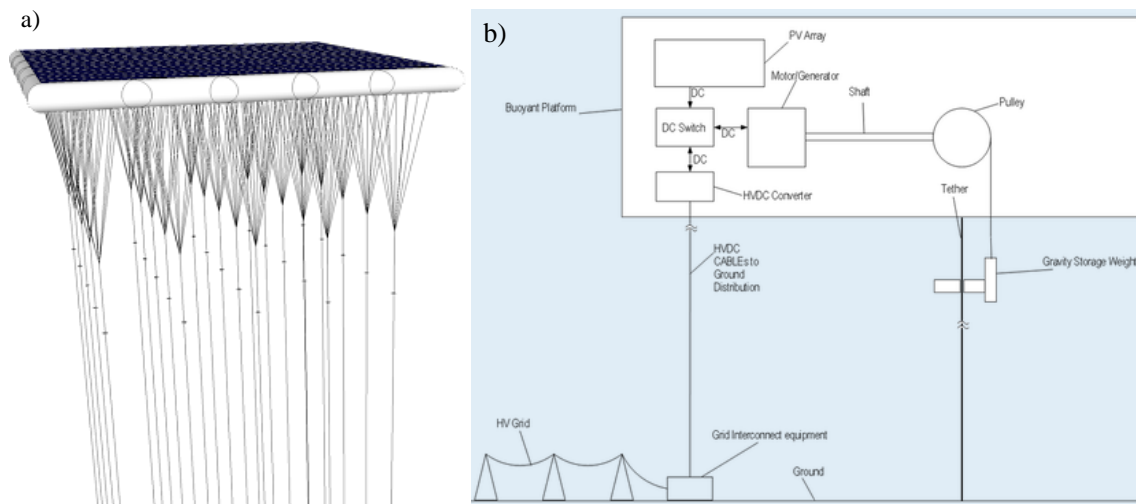 a)
b)
PV Array
DC
Motor/Generator
Shaft
Pulley
Buoyant Platform
DC Switch
DC
DC
HVDC Converter
Tether
HVDC
CABLEs to
Ground
Distribution
Gravity Storage Weight
HV Grid
Grid Interconnect equipment
Ground